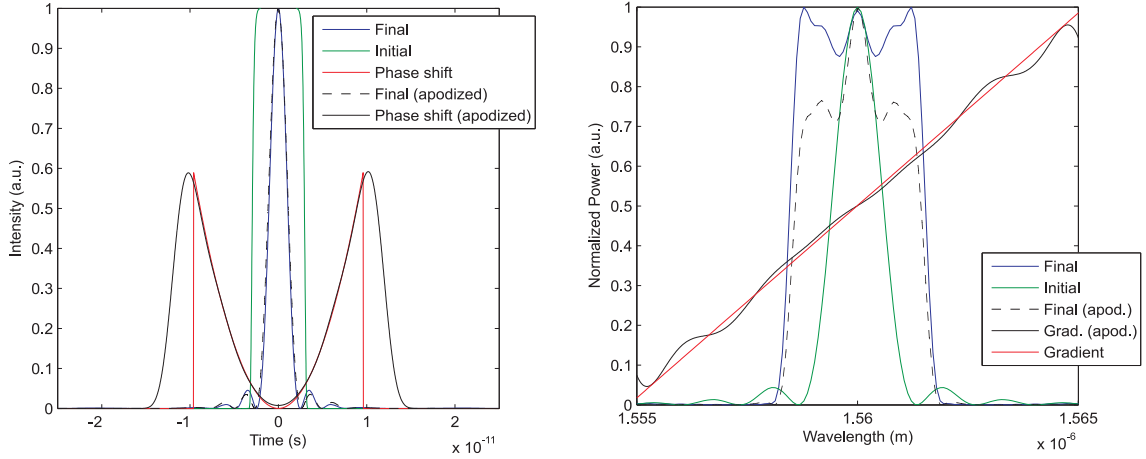 1
0.9
0.8
0.7
0.6
0.5
0.4
0.3
0.2
0.1
0
Intensity (a.u.)
-2
-1
0
1
2
Time (s)
x 10-11
Final
Initial
Phase shift
Final (apodized)
Phase shift (apodized)
1
0.9
0.8
0.7
0.6
0.5
0.4
0.3
0.2
0.1
0
Normalized Power (a.u.)
1.555
1.56
1.565
Wavelength (m)
x 10-6
Final
Initial
Final (apod.)
Grad. (apod.)
Gradient